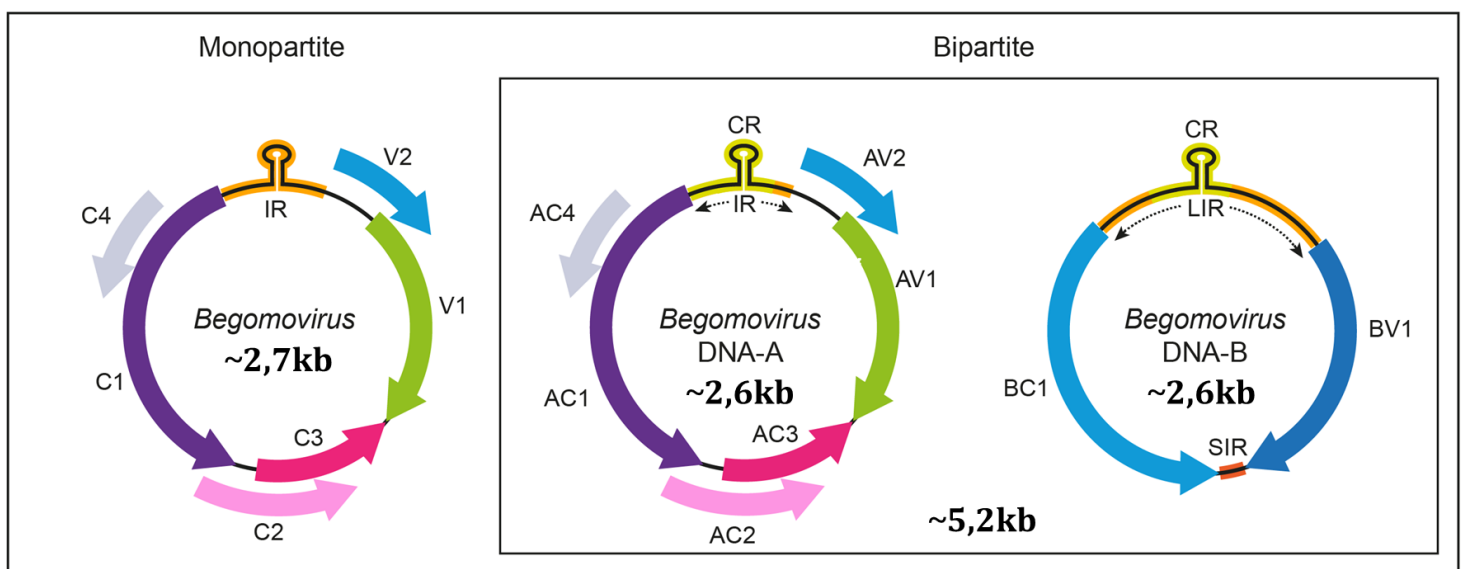 Monopartite
Bipartite
V2
IR
C4
V1
Begomovirus
~2,7kb
C1
C3
C2
CR
AV2
IR
AC4
AV1
Begomovirus
DNA-A
~2,6kb
AC1
AC3
AC2
CR
LIR
Begomovirus
DNA-B
~2,6kb
BV1
BC1
SIR
~5,2kb